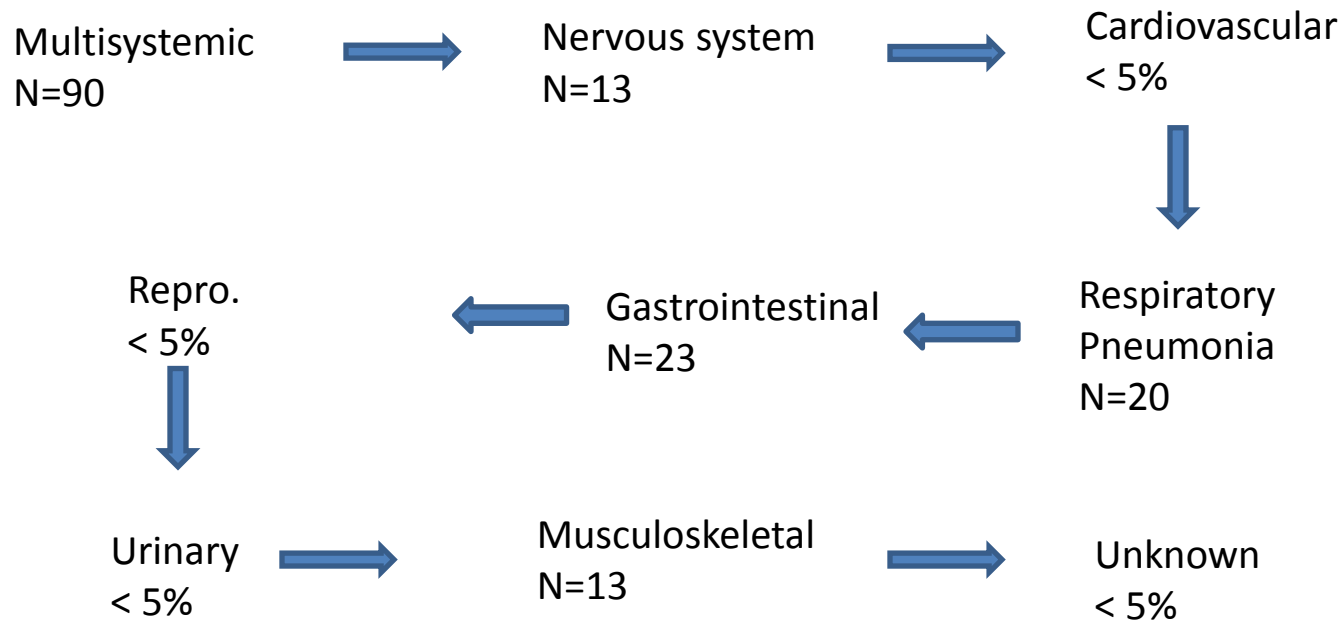 Multisystemic
N=90
Nervous system
N=13
Cardiovascular
< 5%
Respiratory
Pneumonia
N=20
Gastrointestinal
N=23
Repro.
< 5%
Urinary
< 5%
Musculoskeletal
N=13
Unknown
< 5%